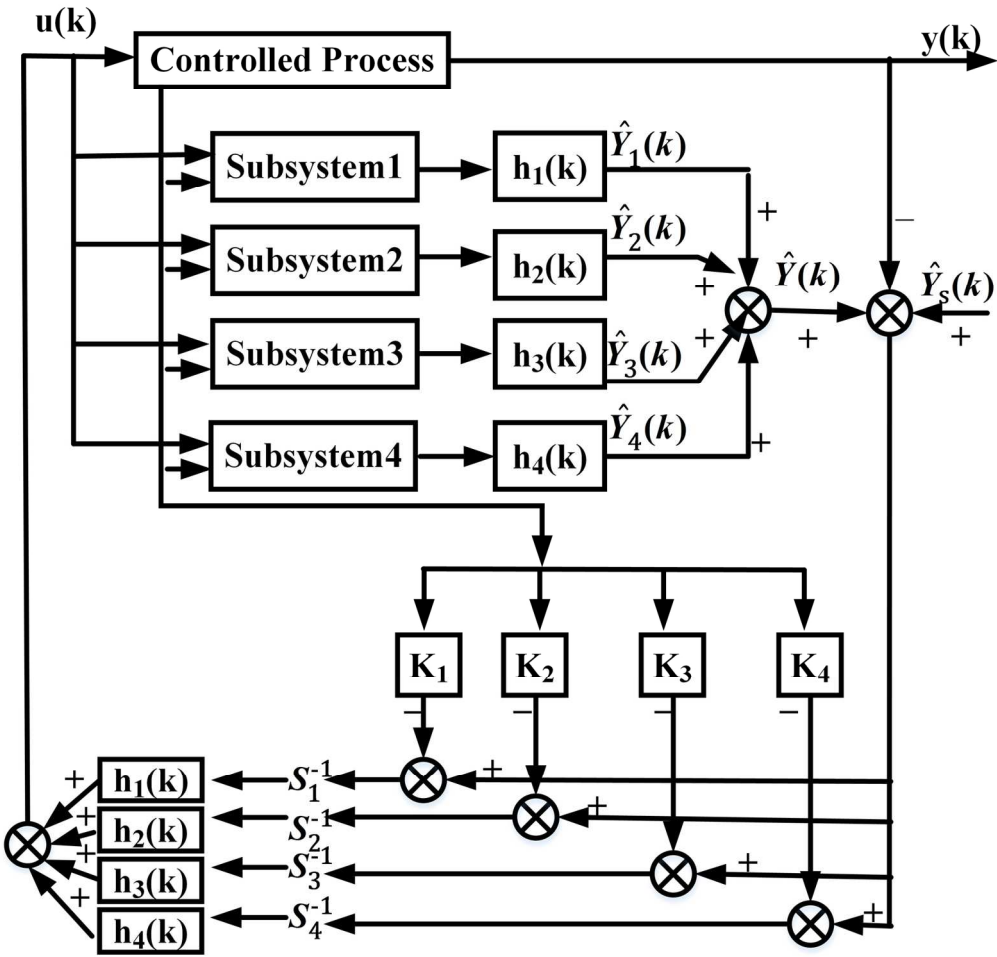 u(k)
Controlled Process
y(k)
Subsystem1
h₁(k)
Ŷ₁(k)
+
−
Subsystem2
h₂(k)
Ŷ₂(k)
+
Ŷ(k)
+
Ŷₛ(k)
+
Subsystem3
h₃(k)
Ŷ₃(k)
+
Subsystem4
h₄(k)
Ŷ₄(k)
+
K₁
K₂
K₃
K₄
−
−
−
−
+
h₁(k)
S₁⁻¹
+
+
h₂(k)
S₂⁻¹
+
+
h₃(k)
S₃⁻¹
+
+
h₄(k)
S₄⁻¹
+